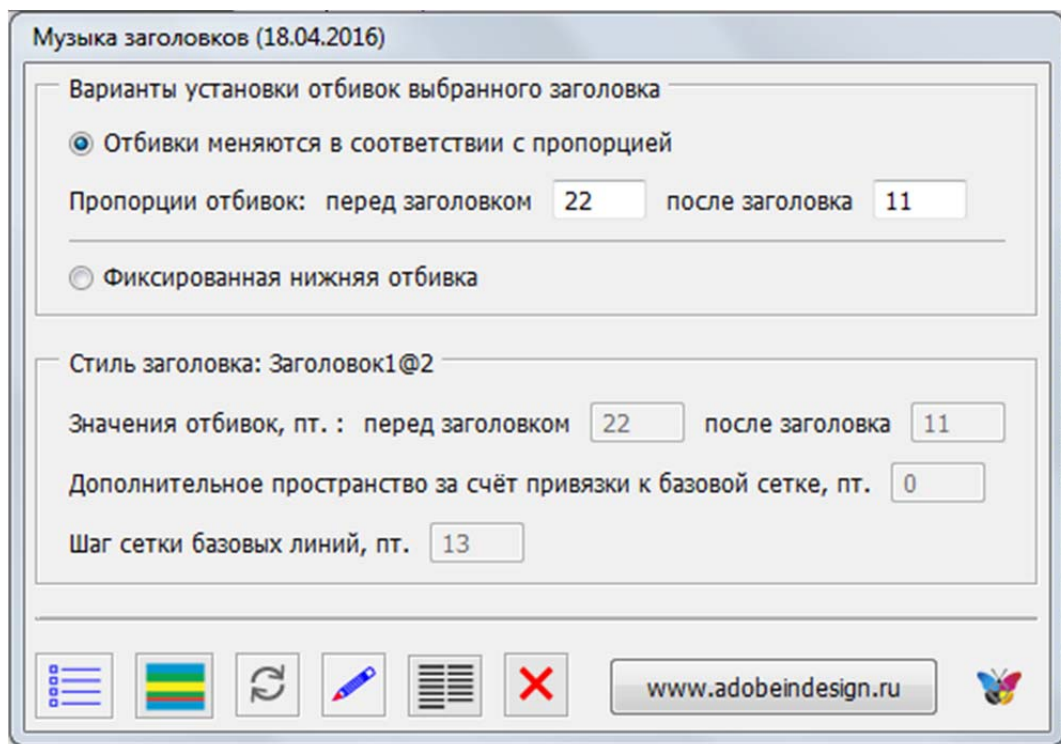 Музыка заголовков (18.04.2016)
Варианты установки отбивок выбранного заголовка
Отбивки меняются в соответствии с пропорцией
Пропорции отбивок: перед заголовком 22 после заголовка 11
Фиксированная нижняя отбивка
Стиль заголовка: Заголовок1@2
Значения отбивок, пт. : перед заголовком 22 после заголовка 11
Дополнительное пространство за счёт привязки к базовой сетке, пт. 0
Шаг сетки базовых линий, пт. 13
www.adobeindesign.ru